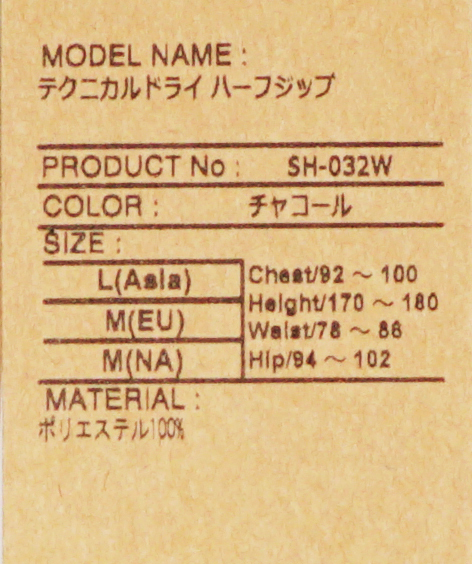 MODEL NAME :
テクニカルドライ ハーフジップ
PRODUCT No : SH-032W
COLOR : チャコール
SIZE :
L(Asia)
M(EU)
M(NA)
Chest/92 ～ 100
Height/170 ～ 180
Waist/78 ～ 86
Hip/94 ～ 102
MATERIAL :
ポリエステル100%